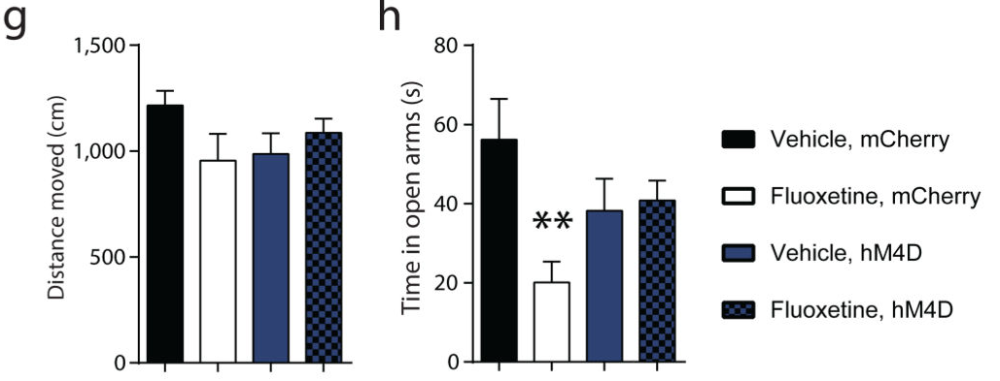 g
1,500
1,000
500
0
Distance moved (cm)
h
80
60
40
20
0
Time in open arms (s)
**
Vehicle, mCherry
Fluoxetine, mCherry
Vehicle, hM4D
Fluoxetine, hM4D